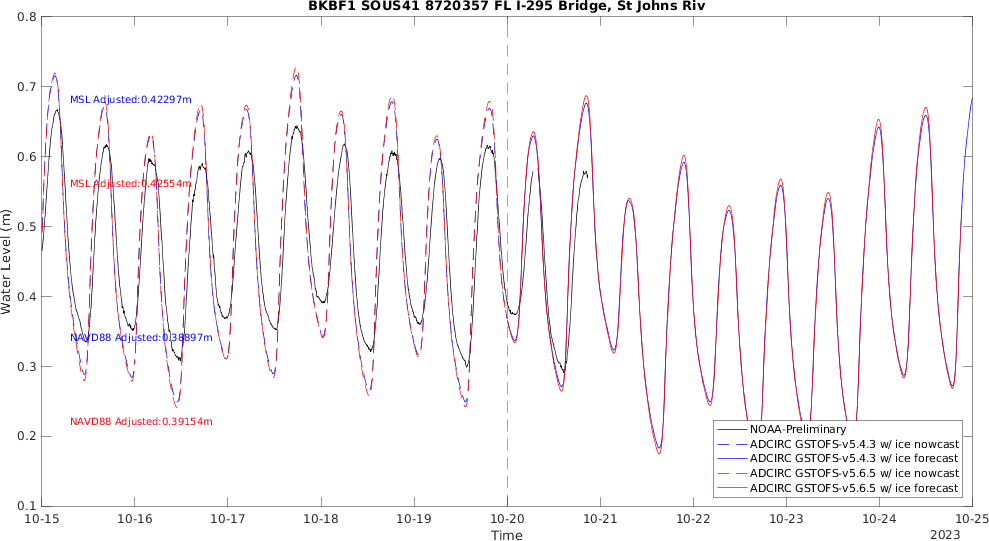 BKBF1 SOUS41 8720357 FL I-295 Bridge, St Johns Riv
0.8
0.7
0.6
0.5
0.4
0.3
0.2
0.1
Water Level (m)
MSL Adjusted:0.42297m
MSL Adjusted:0.42554m
NAVD88 Adjusted:0.38897m
NAVD88 Adjusted:0.39154m
NOAA-Preliminary
ADCIRC GSTOFS-v5.4.3 w/ ice nowcast
ADCIRC GSTOFS-v5.4.3 w/ ice forecast
ADCIRC GSTOFS-v5.6.5 w/ ice nowcast
ADCIRC GSTOFS-v5.6.5 w/ ice forecast
10-15 10-16 10-17 10-18 10-19 10-20 10-21 10-22 10-23 10-24 10-25
Time
2023